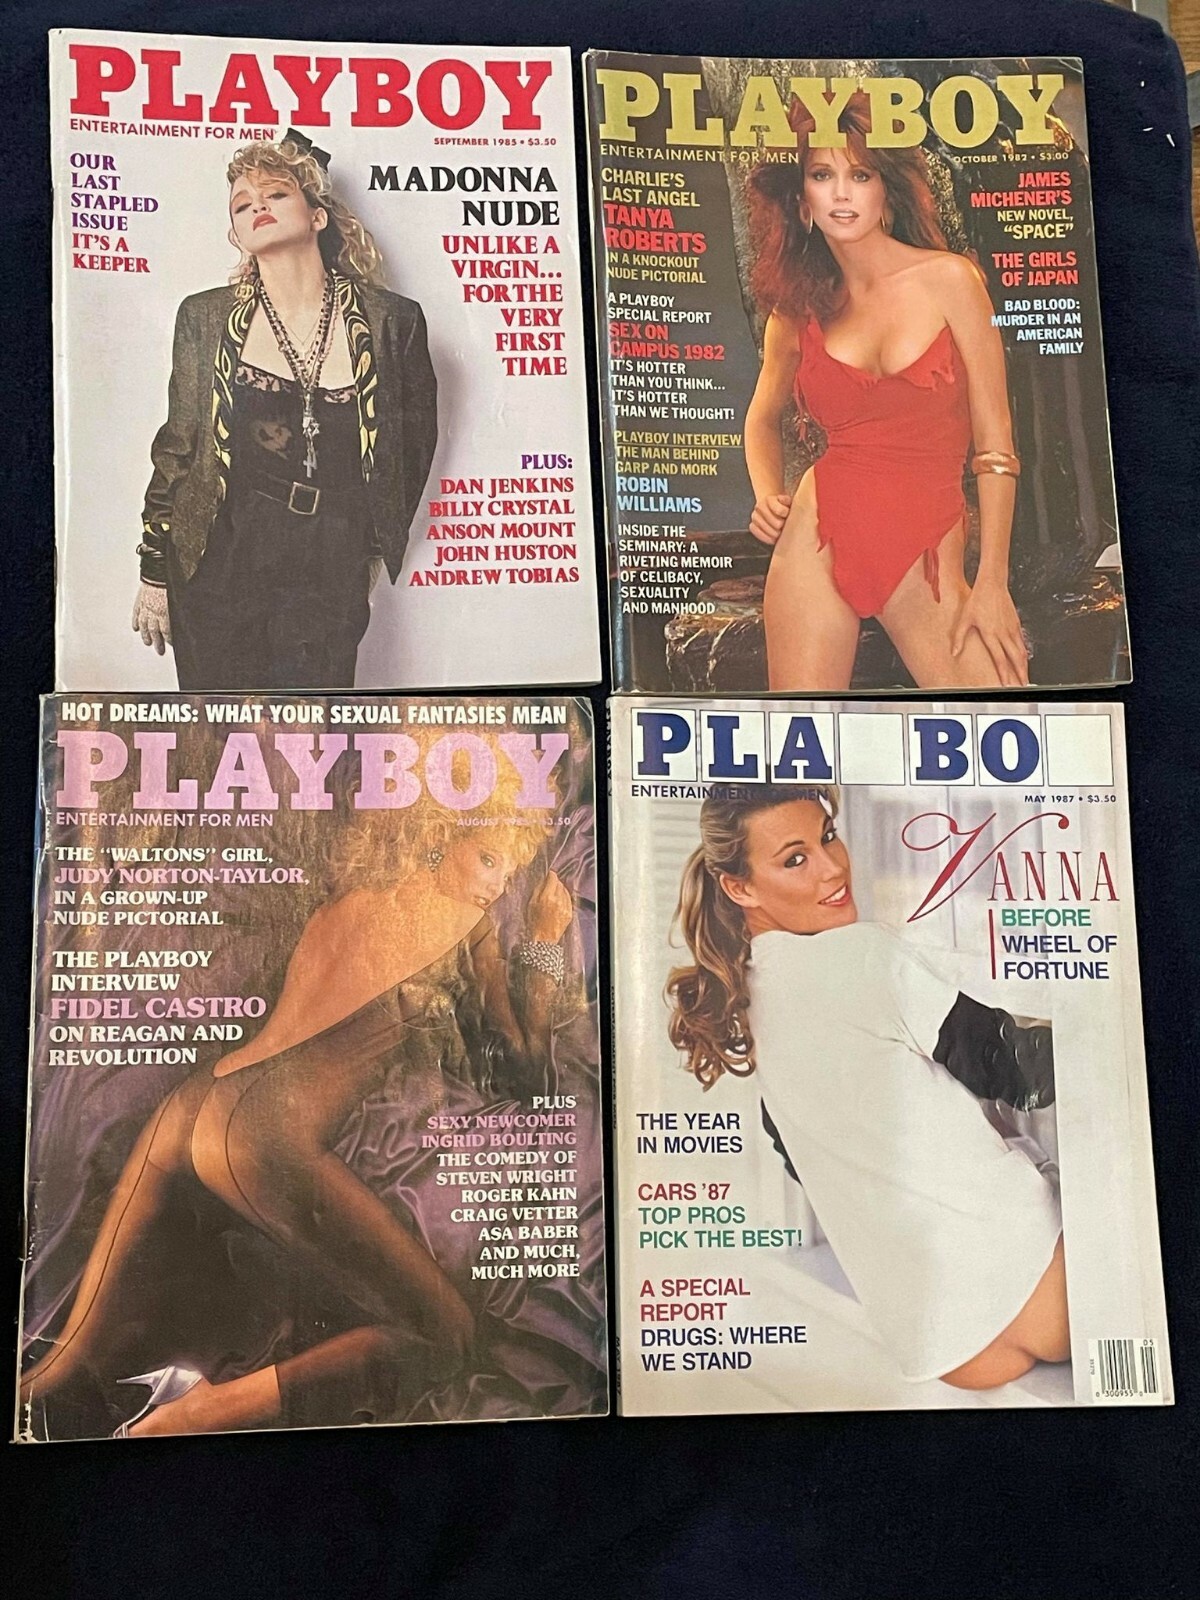 PLAYBOY
ENTERTAINMENT FOR MEN
SEPTEMBER 1985 • $3.50
OUR
LAST
STAPLED
ISSUE
IT'S A
KEEPER
MADONNA
NUDE
UNLIKE A
VIRGIN...
FOR THE
VERY
FIRST
TIME
PLUS:
DAN JENKINS
BILLY CRYSTAL
ANSON MOUNT
JOHN HUSTON
ANDREW TOBIAS
PLAYBOY
ENTERTAINMENT FOR MEN
OCTOBER 1982 • $3.00
CHARLIE'S
LAST ANGEL
TANYA
ROBERTS
IN A KNOCKOUT
NUDE PICTORIAL
A PLAYBOY
SPECIAL REPORT
SEX ON
CAMPUS 1982
IT'S HOTTER
THAN YOU THINK...
IT'S HOTTER
THAN WE THOUGHT!
PLAYBOY INTERVIEW
THE MAN BEHIND
GARP AND MORK
ROBIN
WILLIAMS
INSIDE THE
SEMINARY: A
RIVETING MEMOIR
OF CELIBACY,
SEXUALITY
AND MANHOOD
JAMES
MICHENER'S
NEW NOVEL,
"SPACE"
THE GIRLS
OF JAPAN
BAD BLOOD:
MURDER IN AN
AMERICAN
FAMILY
HOT DREAMS: WHAT YOUR SEXUAL FANTASIES MEAN
PLAYBOY
ENTERTAINMENT FOR MEN
AUGUST 1985 • $3.50
THE "WALTONS" GIRL,
JUDY NORTON-TAYLOR,
IN A GROWN-UP
NUDE PICTORIAL
THE PLAYBOY
INTERVIEW
FIDEL CASTRO
ON REAGAN AND
REVOLUTION
PLUS
SEXY NEWCOMER
INGRID BOULTING
THE COMEDY OF
STEVEN WRIGHT
ROGER KAHN
CRAIG VETTER
ASA BABER
AND MUCH,
MUCH MORE
PLA BO
ENTERTAINMENT FOR MEN
MAY 1987 • $3.50
VANNA
BEFORE
WHEEL OF
FORTUNE
THE YEAR
IN MOVIES
CARS '87
TOP PROS
PICK THE BEST!
A SPECIAL
REPORT
DRUGS: WHERE
WE STAND
05